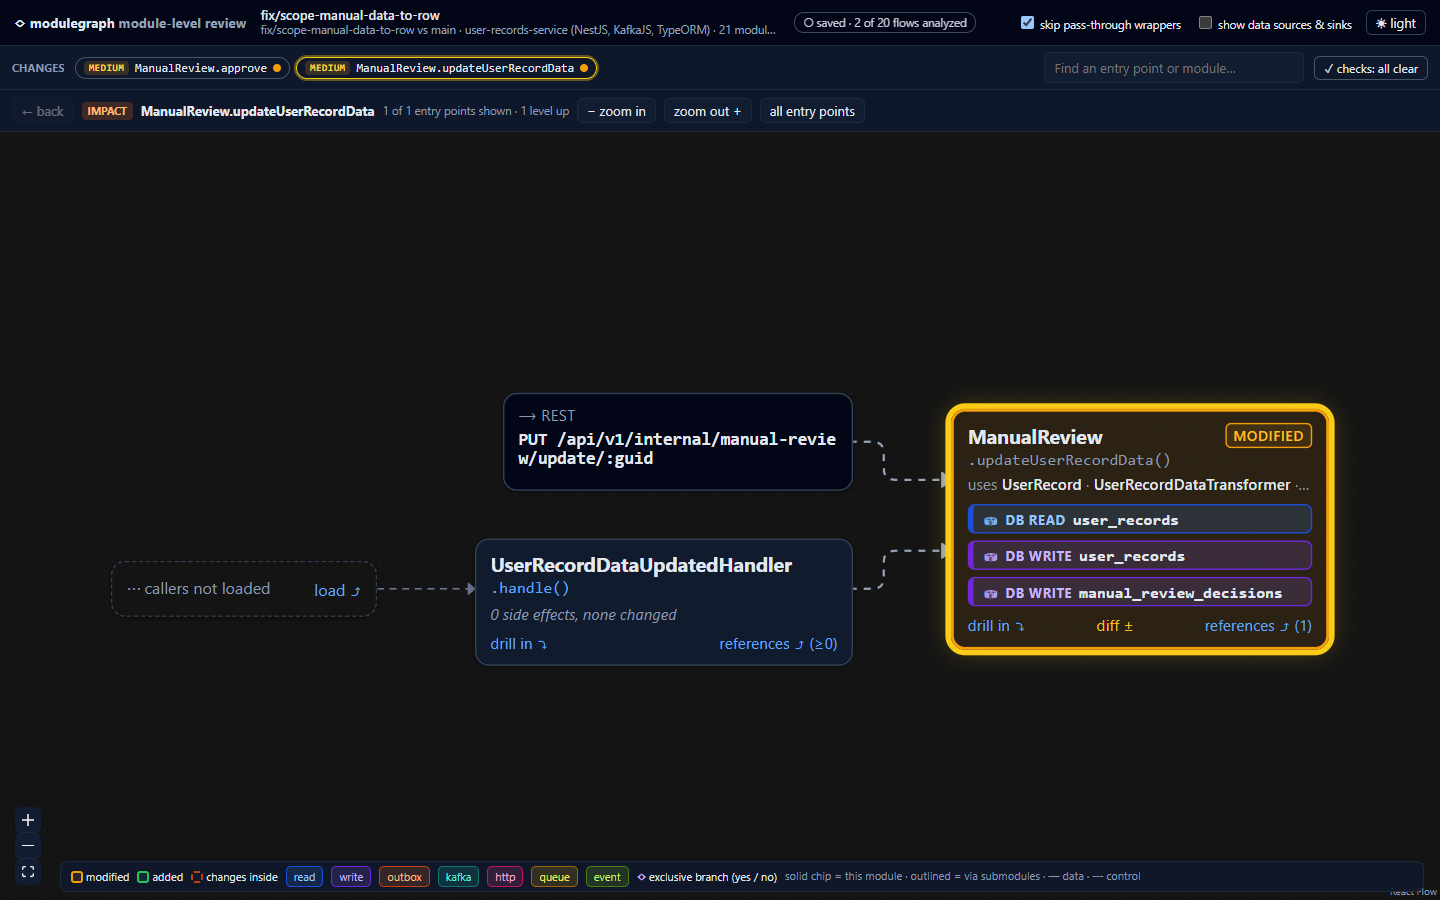 modulegraph module-level review
fix/scope-manual-data-to-row
fix/scope-manual-data-to-row vs main · user-records-service (NestJS, KafkaJS, TypeORM) · 21 modul...
saved · 2 of 20 flows analyzed
skip pass-through wrappers
show data sources & sinks
☀ light
CHANGES
MEDIUM ManualReview.approve
MEDIUM ManualReview.updateUserRecordData
Find an entry point or module...
✓ checks: all clear
← back
IMPACT
ManualReview.updateUserRecordData
1 of 1 entry points shown · 1 level up
− zoom in
zoom out +
all entry points
→ REST
PUT /api/v1/internal/manual-revie
w/update/:guid
ManualReview
MODIFIED
.updateUserRecordData()
uses UserRecord · UserRecordDataTransformer ·...
DB READ user_records
DB WRITE user_records
DB WRITE manual_review_decisions
drill in ⤵
diff ±
references ⤴ (1)
UserRecordDataUpdatedHandler
.handle()
0 side effects, none changed
drill in ⤵
references ⤴ (≥0)
··· callers not loaded
load ⤴
modified
added
changes inside
read
write
outbox
kafka
http
queue
event
exclusive branch (yes / no)
solid chip = this module · outlined = via submodules · — data · --- control
React Flow